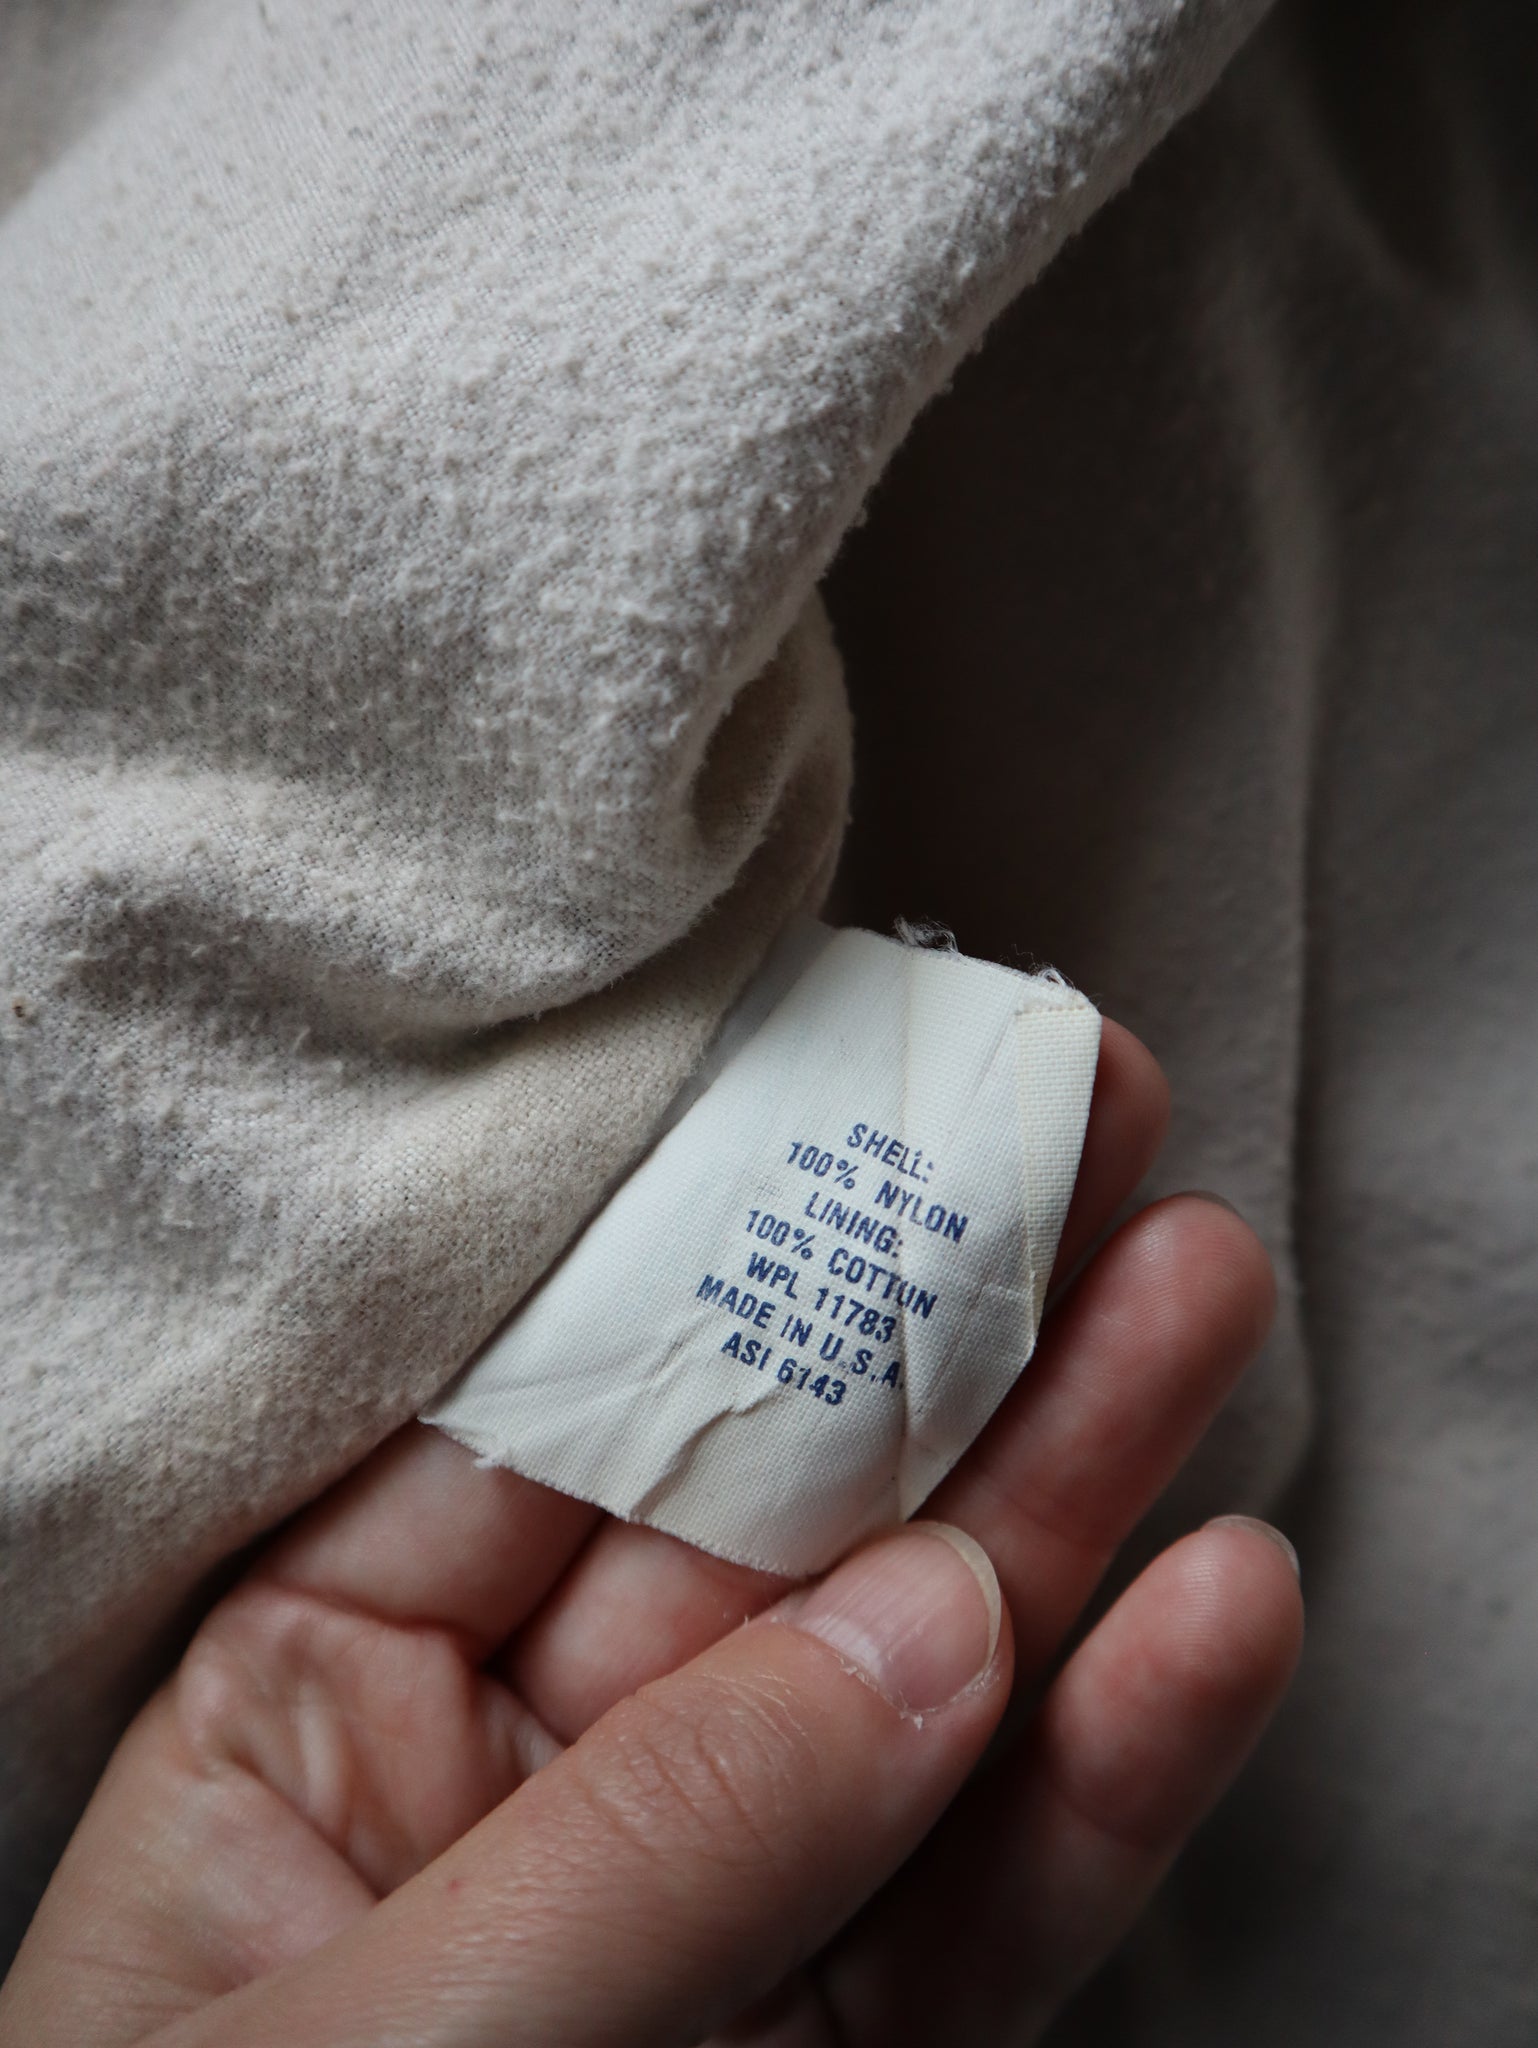 SHELL:
100% NYLON
LINING:
100% COTTON
WPL 11783
MADE IN U.S.A.
ASI 6143